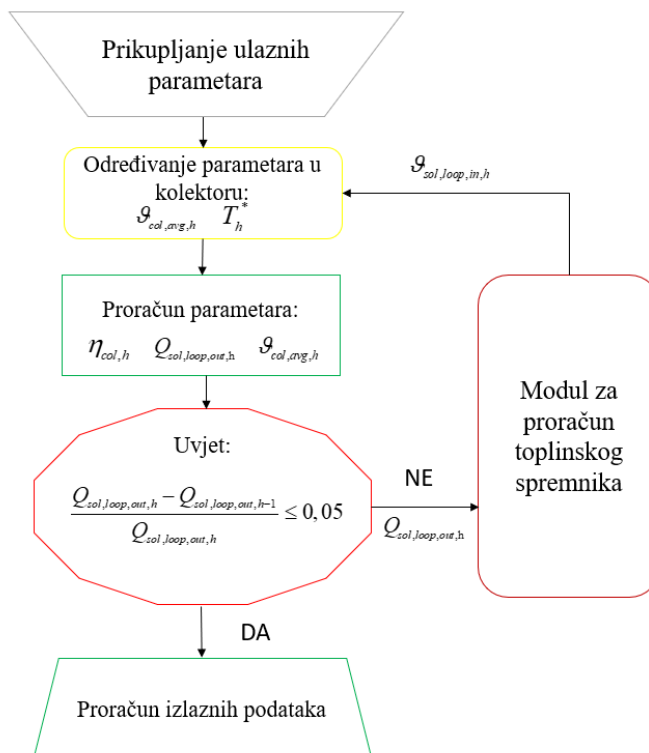 Prikupljanje ulaznih
parametara
Određivanje parametara u
kolektoru:
ϑcol,avg,h T*h
ϑsol,loop,in,h
Proračun parametara:
ηcol,h Qsol,loop,out,h ϑcol,avg,h
Uvjet:
(Qsol,loop,out,h − Qsol,loop,out,h−1) / Qsol,loop,out,h ≤ 0,05
NE
Qsol,loop,out,h
Modul za
proračun
toplinskog
spremnika
DA
Proračun izlaznih podataka